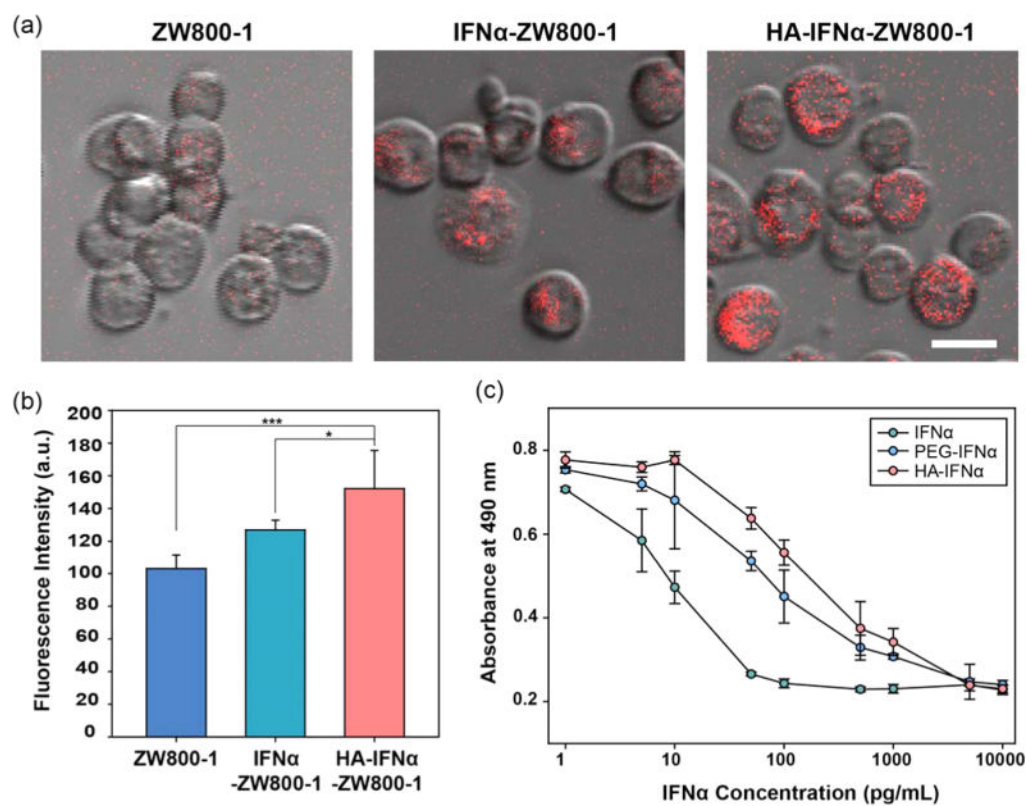 (a)
ZW800-1
IFNα-ZW800-1
HA-IFNα-ZW800-1
(b)
Fluorescence Intensity (a.u.)
200
180
160
140
120
100
80
60
40
20
0
***
*
ZW800-1
IFNα
-ZW800-1
HA-IFNα
-ZW800-1
(c)
Absorbance at 490 nm
0.8
0.6
0.4
0.2
IFNα
PEG-IFNα
HA-IFNα
1
10
100
1000
10000
IFNα Concentration (pg/mL)